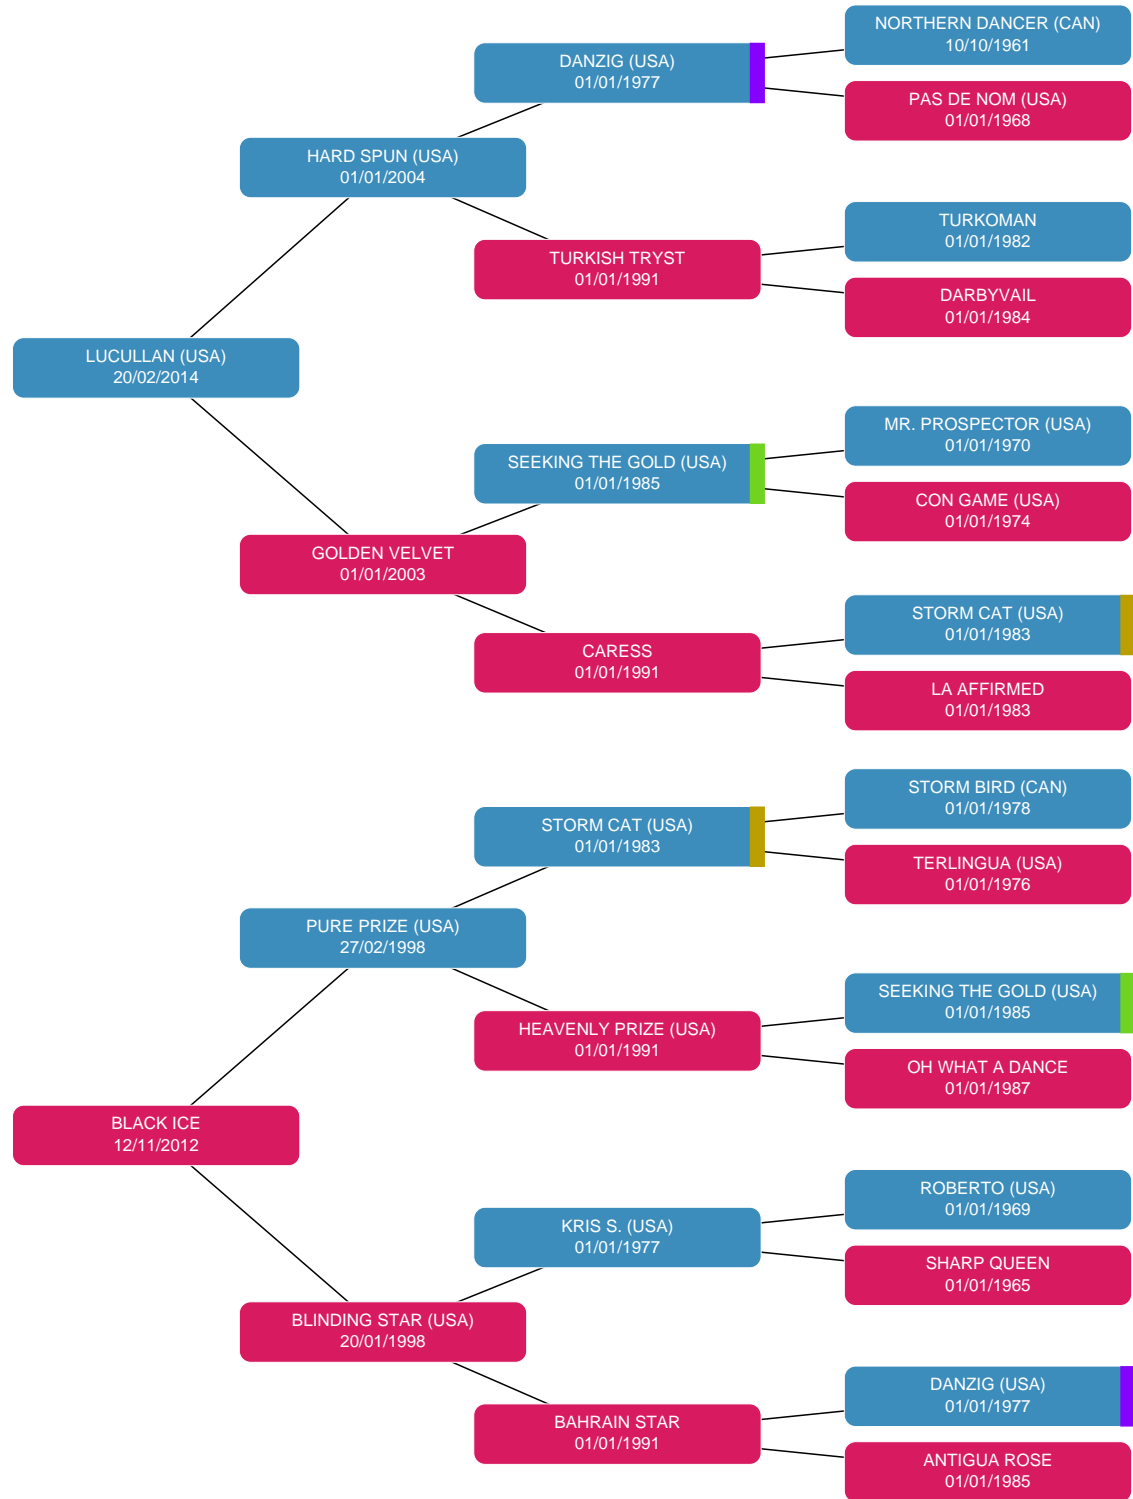 NORTHERN DANCER (CAN)
10/10/1961
DANZIG (USA)
01/01/1977
PAS DE NOM (USA)
01/01/1968
HARD SPUN (USA)
01/01/2004
TURKOMAN
01/01/1982
TURKISH TRYST
01/01/1991
DARBYVAIL
01/01/1984
LUCULLAN (USA)
20/02/2014
MR. PROSPECTOR (USA)
01/01/1970
SEEKING THE GOLD (USA)
01/01/1985
CON GAME (USA)
01/01/1974
GOLDEN VELVET
01/01/2003
STORM CAT (USA)
01/01/1983
CARESS
01/01/1991
LA AFFIRMED
01/01/1983
STORM BIRD (CAN)
01/01/1978
STORM CAT (USA)
01/01/1983
TERLINGUA (USA)
01/01/1976
PURE PRIZE (USA)
27/02/1998
SEEKING THE GOLD (USA)
01/01/1985
HEAVENLY PRIZE (USA)
01/01/1991
OH WHAT A DANCE
01/01/1987
BLACK ICE
12/11/2012
ROBERTO (USA)
01/01/1969
KRIS S. (USA)
01/01/1977
SHARP QUEEN
01/01/1965
BLINDING STAR (USA)
20/01/1998
DANZIG (USA)
01/01/1977
BAHRAIN STAR
01/01/1991
ANTIGUA ROSE
01/01/1985